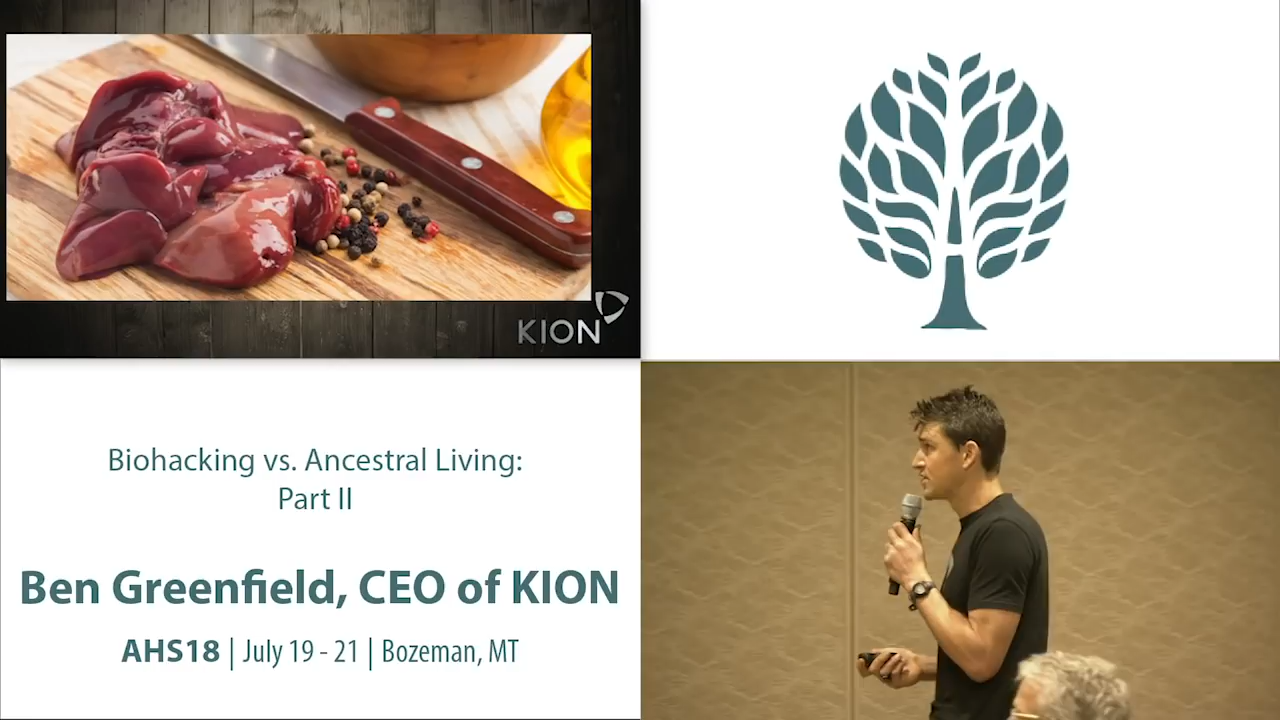 KION
Biohacking vs. Ancestral Living:
Part II
Ben Greenfield, CEO of KION
AHS18 | July 19 - 21 | Bozeman, MT